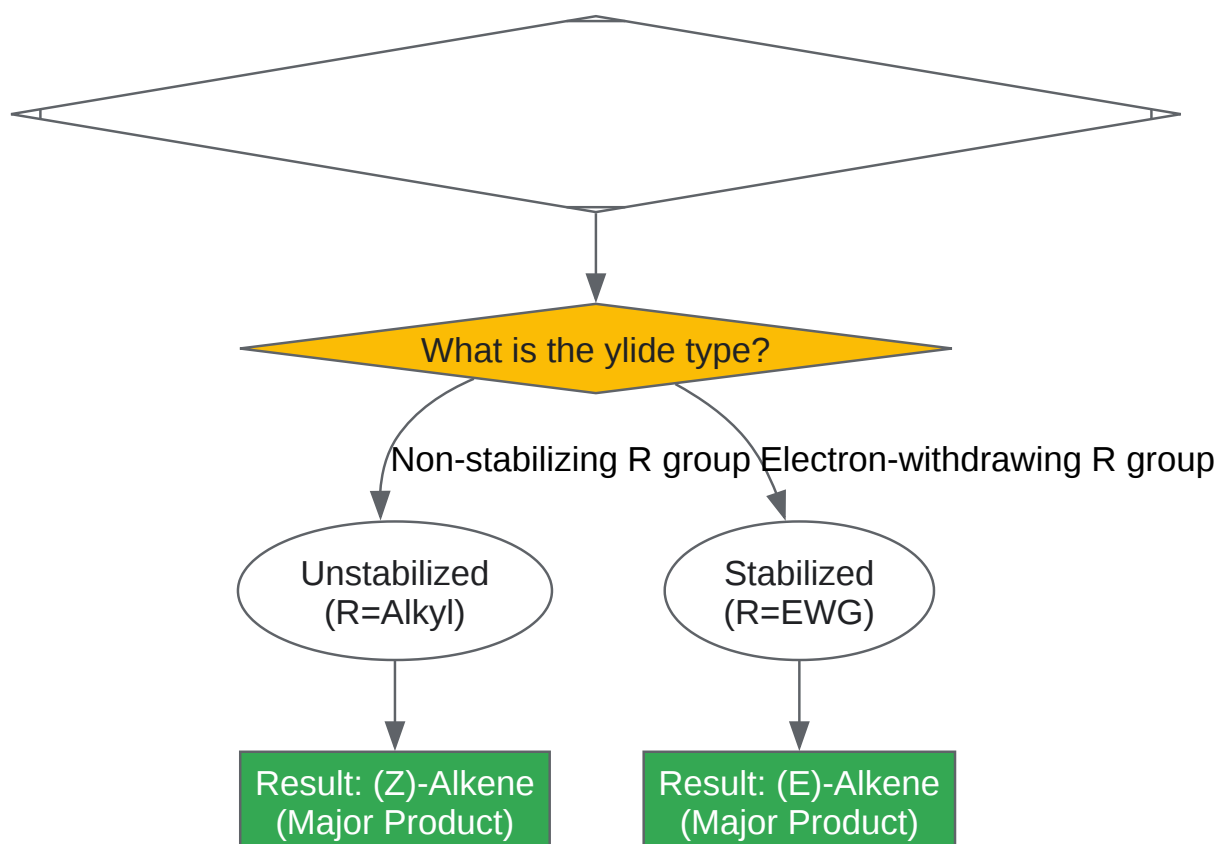 What is the ylide type?
Non-stabilizing R group
Electron-withdrawing R group
Unstabilized
(R=Alkyl)
Stabilized
(R=EWG)
Result: (Z)-Alkene
(Major Product)
Result: (E)-Alkene
(Major Product)